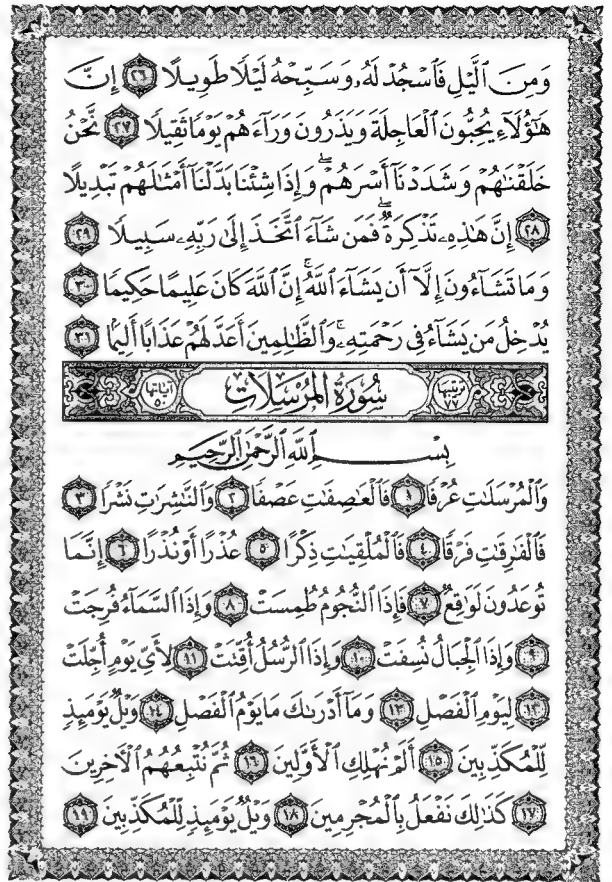 وَمِنَ ٱلَّيۡلِ فَٱسۡجُدۡ لَهُۥ وَسَبِّحۡهُ لَيۡلًا طَوِيلًا ٢٦ إِنَّ
هَٰٓؤُلَآءِ يُحِبُّونَ ٱلۡعَاجِلَةَ وَيَذَرُونَ وَرَآءَهُمۡ يَوۡمًا ثَقِيلًا ٢٧ نَّحۡنُ
خَلَقۡنَٰهُمۡ وَشَدَدۡنَآ أَسۡرَهُمۡۖ وَإِذَا شِئۡنَا بَدَّلۡنَآ أَمۡثَٰلَهُمۡ تَبۡدِيلًا
٢٨ إِنَّ هَٰذِهِۦ تَذۡكِرَةٞۖ فَمَن شَآءَ ٱتَّخَذَ إِلَىٰ رَبِّهِۦ سَبِيلًا ٢٩
وَمَا تَشَآءُونَ إِلَّآ أَن يَشَآءَ ٱللَّهُۚ إِنَّ ٱللَّهَ كَانَ عَلِيمًا حَكِيمًا ٣٠
يُدۡخِلُ مَن يَشَآءُ فِي رَحۡمَتِهِۦۚ وَٱلظَّٰلِمِينَ أَعَدَّ لَهُمۡ عَذَابًا أَلِيمَۢا ٣١
ترتيبها ٧٧ سُورَةُ المُرْسَلَاتِ آياتها ٥٠
بِسۡمِ ٱللَّهِ ٱلرَّحۡمَٰنِ ٱلرَّحِيمِ
وَٱلۡمُرۡسَلَٰتِ عُرۡفٗا ١ فَٱلۡعَٰصِفَٰتِ عَصۡفٗا ٢ وَٱلنَّٰشِرَٰتِ نَشۡرٗا ٣
فَٱلۡفَٰرِقَٰتِ فَرۡقٗا ٤ فَٱلۡمُلۡقِيَٰتِ ذِكۡرًا ٥ عُذۡرًا أَوۡ نُذۡرًا ٦ إِنَّمَا
تُوعَدُونَ لَوَٰقِعٞ ٧ فَإِذَا ٱلنُّجُومُ طُمِسَتۡ ٨ وَإِذَا ٱلسَّمَآءُ فُرِجَتۡ
٩ وَإِذَا ٱلۡجِبَالُ نُسِفَتۡ ١٠ وَإِذَا ٱلرُّسُلُ أُقِّتَتۡ ١١ لِأَيِّ يَوۡمٍ أُجِّلَتۡ
١٢ لِيَوۡمِ ٱلۡفَصۡلِ ١٣ وَمَآ أَدۡرَىٰكَ مَا يَوۡمُ ٱلۡفَصۡلِ ١٤ وَيۡلٞ يَوۡمَئِذٖ
لِّلۡمُكَذِّبِينَ ١٥ أَلَمۡ نُهۡلِكِ ٱلۡأَوَّلِينَ ١٦ ثُمَّ نُتۡبِعُهُمُ ٱلۡأٓخِرِينَ
١٧ كَذَٰلِكَ نَفۡعَلُ بِٱلۡمُجۡرِمِينَ ١٨ وَيۡلٞ يَوۡمَئِذٖ لِّلۡمُكَذِّبِينَ ١٩